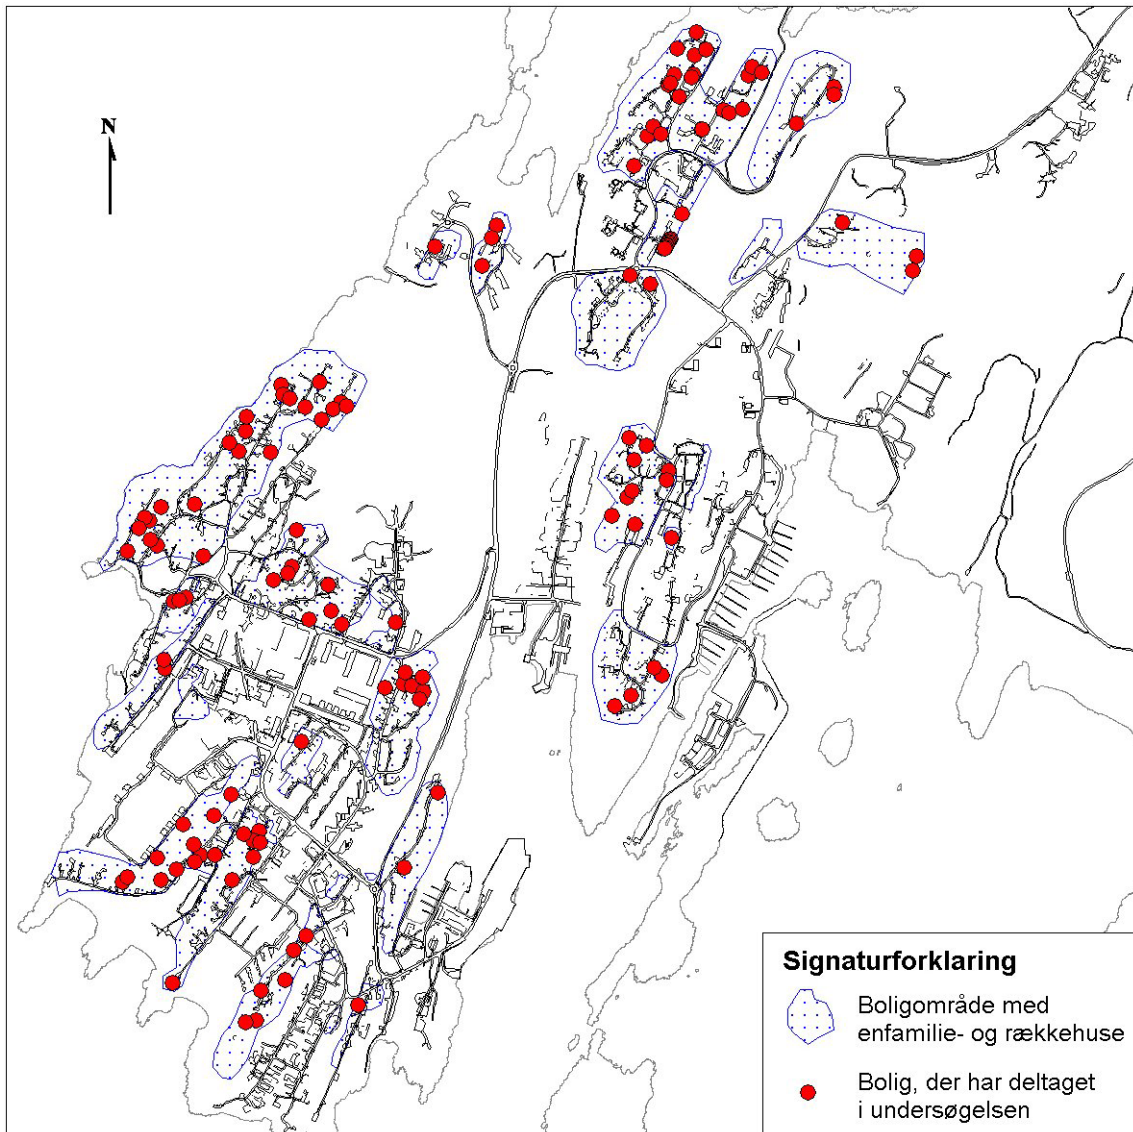 N
Signaturforklaring
Boligområde med
enfamilie- og rækkehuse
Bolig, der har deltaget
i undersøgelsen